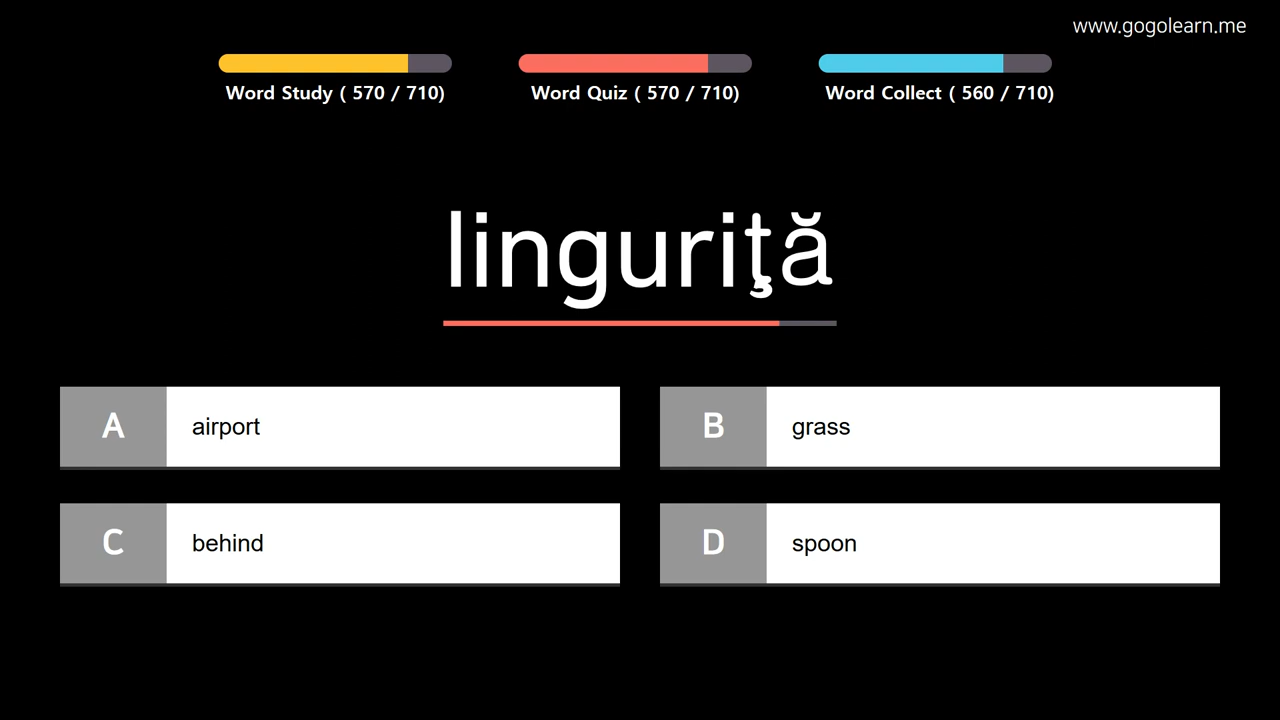 www.gogolearn.me
Word Study ( 570 / 710)
Word Quiz ( 570 / 710)
Word Collect ( 560 / 710)
linguriţă
A airport
B grass
C behind
D spoon